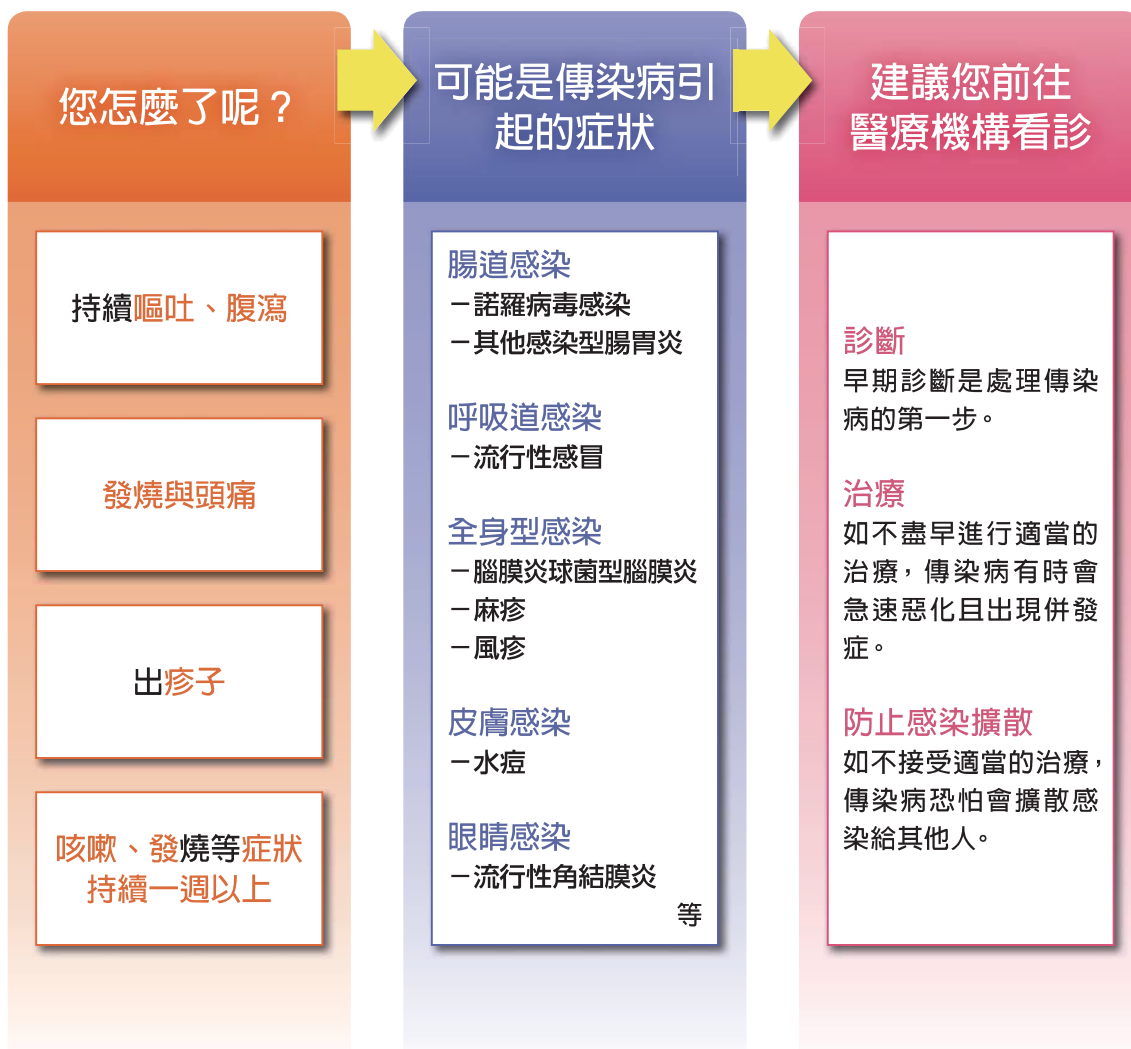 您怎麼了呢？
持續嘔吐、腹瀉
發燒與頭痛
出疹子
咳嗽、發燒等症狀
持續一週以上
可能是傳染病引
起的症狀
腸道感染
－諾羅病毒感染
－其他感染型腸胃炎
呼吸道感染
－流行性感冒
全身型感染
－腦膜炎球菌型腦膜炎
－麻疹
－風疹
皮膚感染
－水痘
眼睛感染
－流行性角結膜炎
等
建議您前往
醫療機構看診
診斷
早期診斷是處理傳染
病的第一步。
治療
如不盡早進行適當的
治療，傳染病有時會
急速惡化且出現併發
症。
防止感染擴散
如不接受適當的治療，
傳染病恐怕會擴散感
染給其他人。